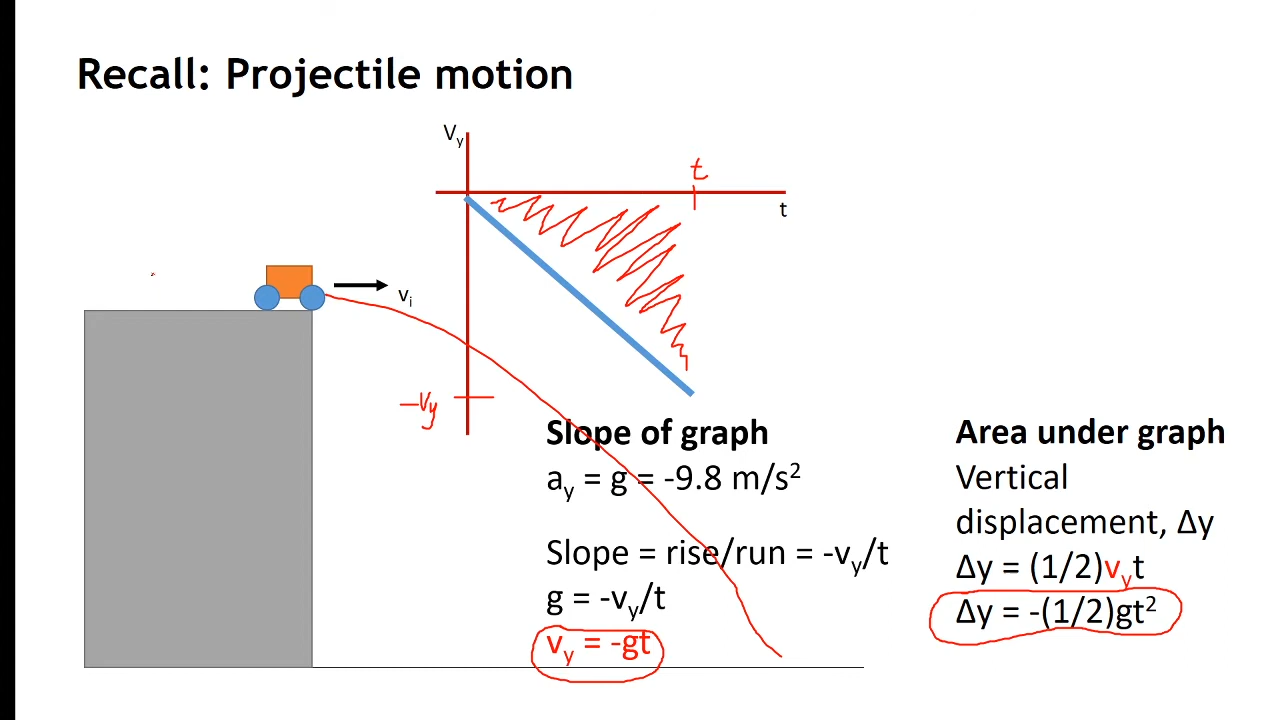 Recall: Projectile motion
Vy
t
t
vi
-vy
Slope of graph
ay = g = -9.8 m/s²
Slope = rise/run = -vy/t
g = -vy/t
vy = -gt
Area under graph
Vertical
displacement, Δy
Δy = (1/2)vyt
Δy = -(1/2)gt²